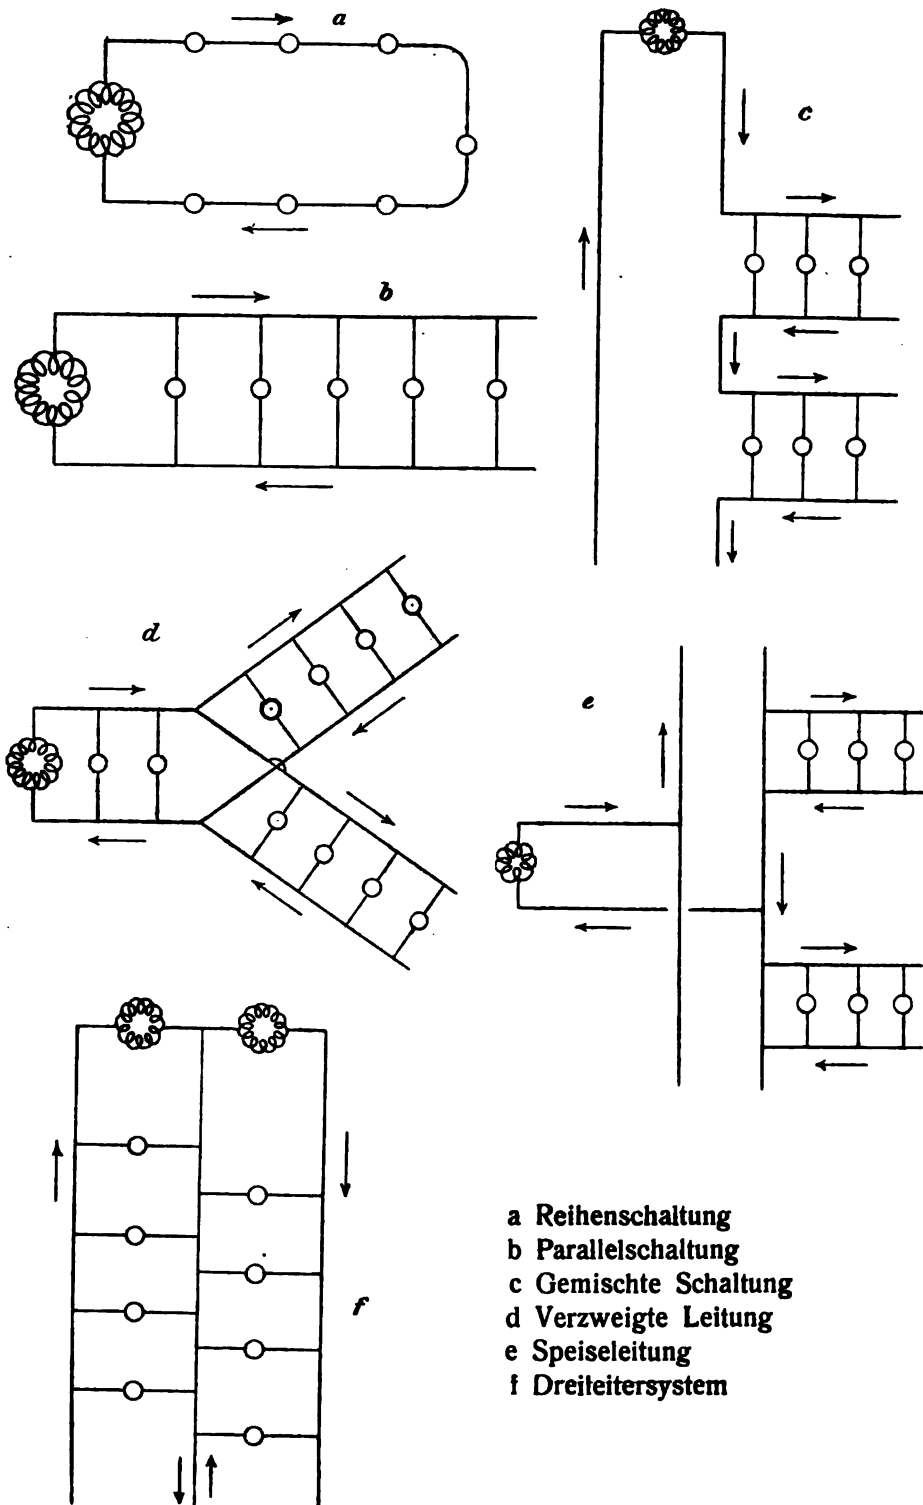 a
c
b
d
e
f
a Reihenschaltung
b Parallelschaltung
c Gemischte Schaltung
d Verzweigte Leitung
e Speiseleitung
f Dreileitersystem